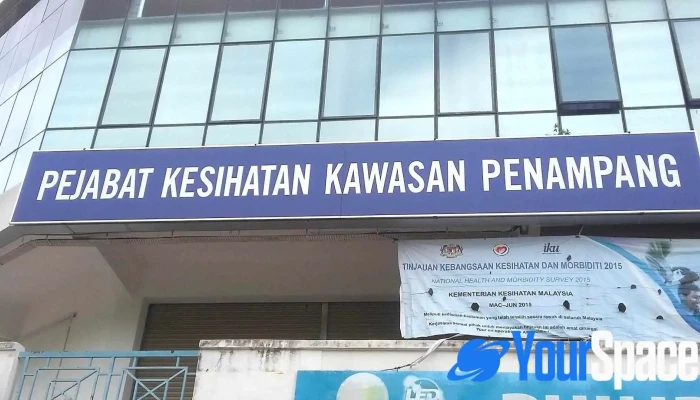 PEJABAT KESIHATAN KAWASAN PENAMPANG
iku
TINJAUAN KEBANGSAAN KESIHATAN DAN MORBIDITI 2015
NATIONAL HEALTH AND MORBIDITY SURVEY 2015
KEMENTERIAN KESIHATAN MALAYSIA
MAC-JUN 2015
YourSpace
LED